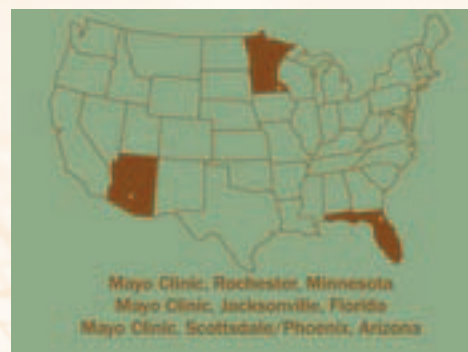 Mayo Clinic, Rochester, Minnesota
Mayo Clinic, Jacksonville, Florida
Mayo Clinic, Scottsdale/Phoenix, Arizona